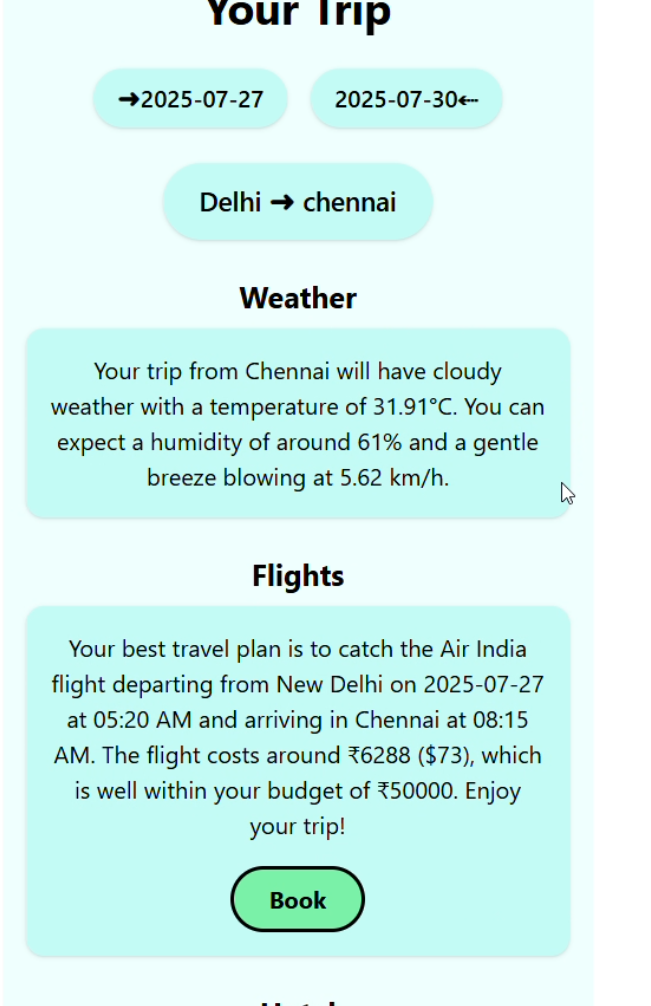 Your Trip
➜2025-07-27
2025-07-30⬸
Delhi ➜ chennai
Weather
Your trip from Chennai will have cloudy
weather with a temperature of 31.91°C. You can
expect a humidity of around 61% and a gentle
breeze blowing at 5.62 km/h.
Flights
Your best travel plan is to catch the Air India
flight departing from New Delhi on 2025-07-27
at 05:20 AM and arriving in Chennai at 08:15
AM. The flight costs around ₹6288 ($73), which
is well within your budget of ₹50000. Enjoy
your trip!
Book